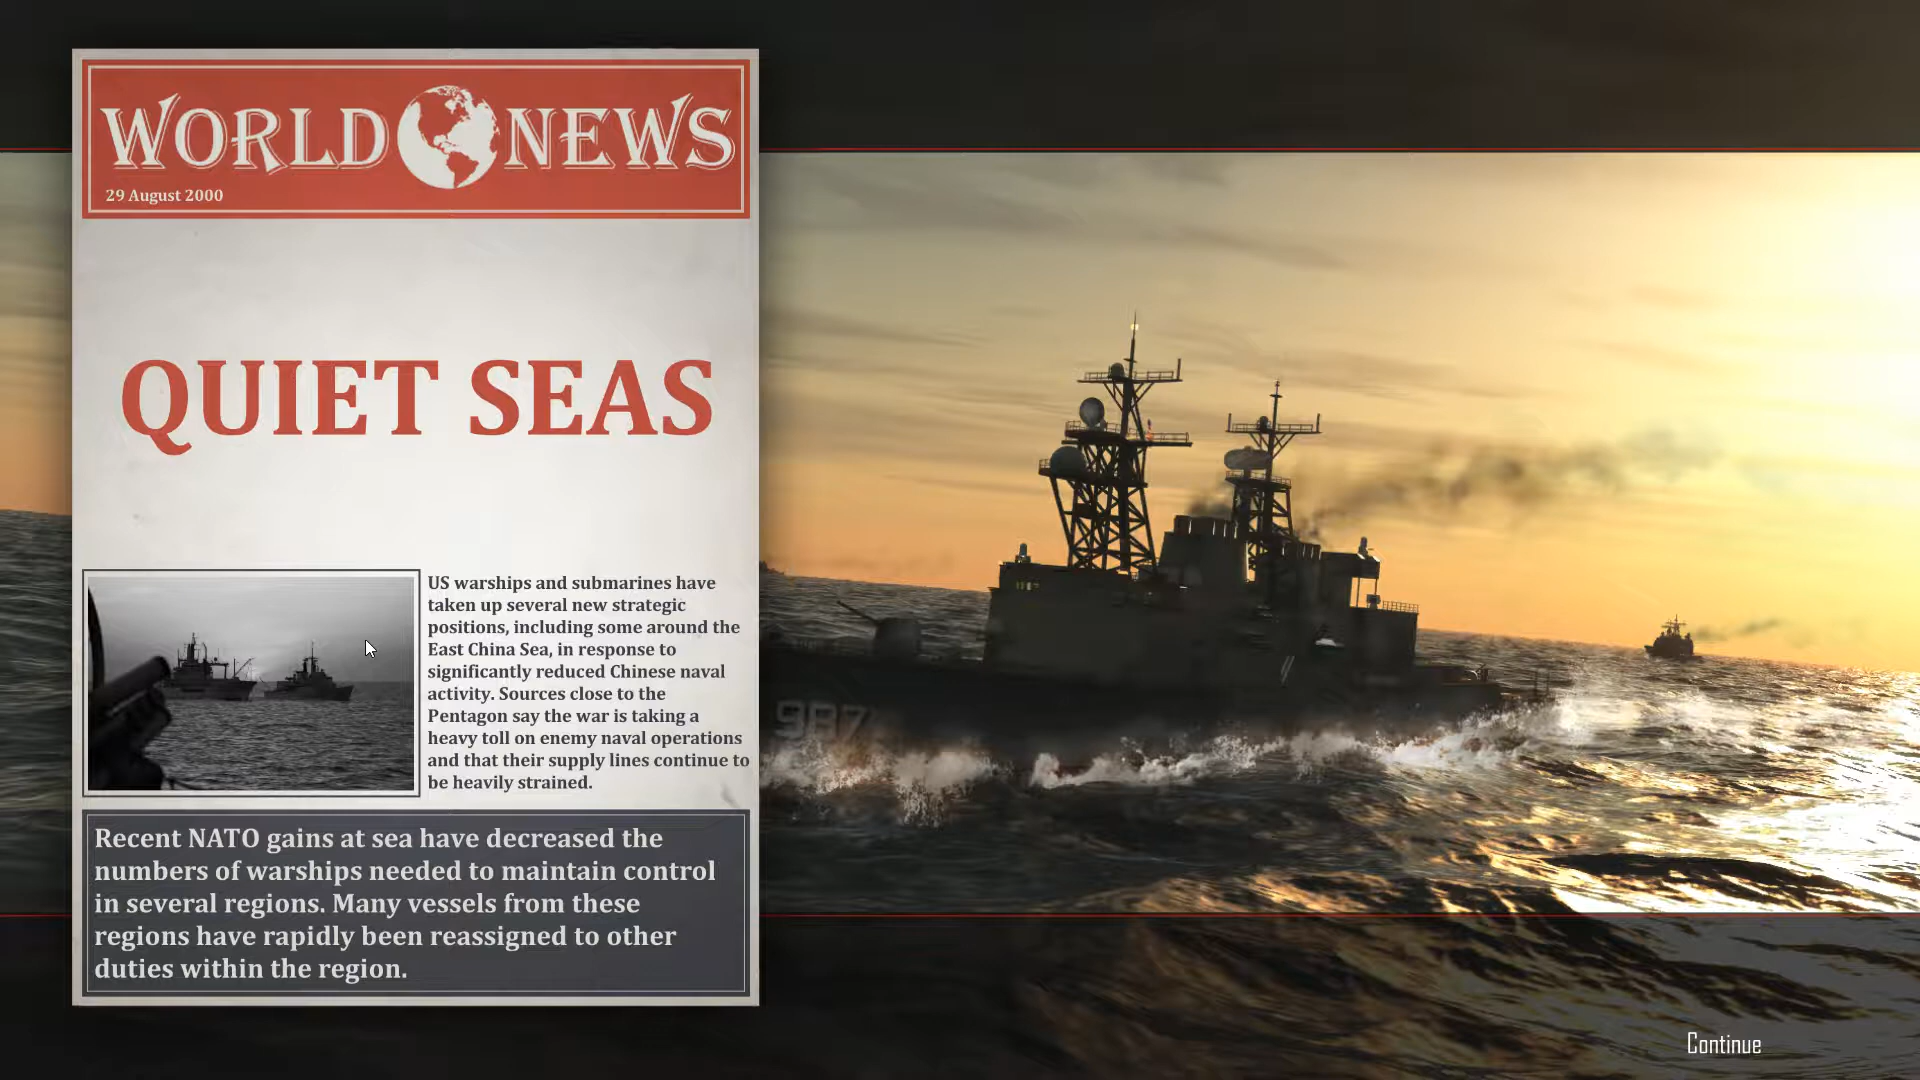 WORLD NEWS
29 August 2000
QUIET SEAS
US warships and submarines have
taken up several new strategic
positions, including some around the
East China Sea, in response to
significantly reduced Chinese naval
activity. Sources close to the
Pentagon say the war is taking a
heavy toll on enemy naval operations
and that their supply lines continue to
be heavily strained.
Recent NATO gains at sea have decreased the
numbers of warships needed to maintain control
in several regions. Many vessels from these
regions have rapidly been reassigned to other
duties within the region.
987
Continue